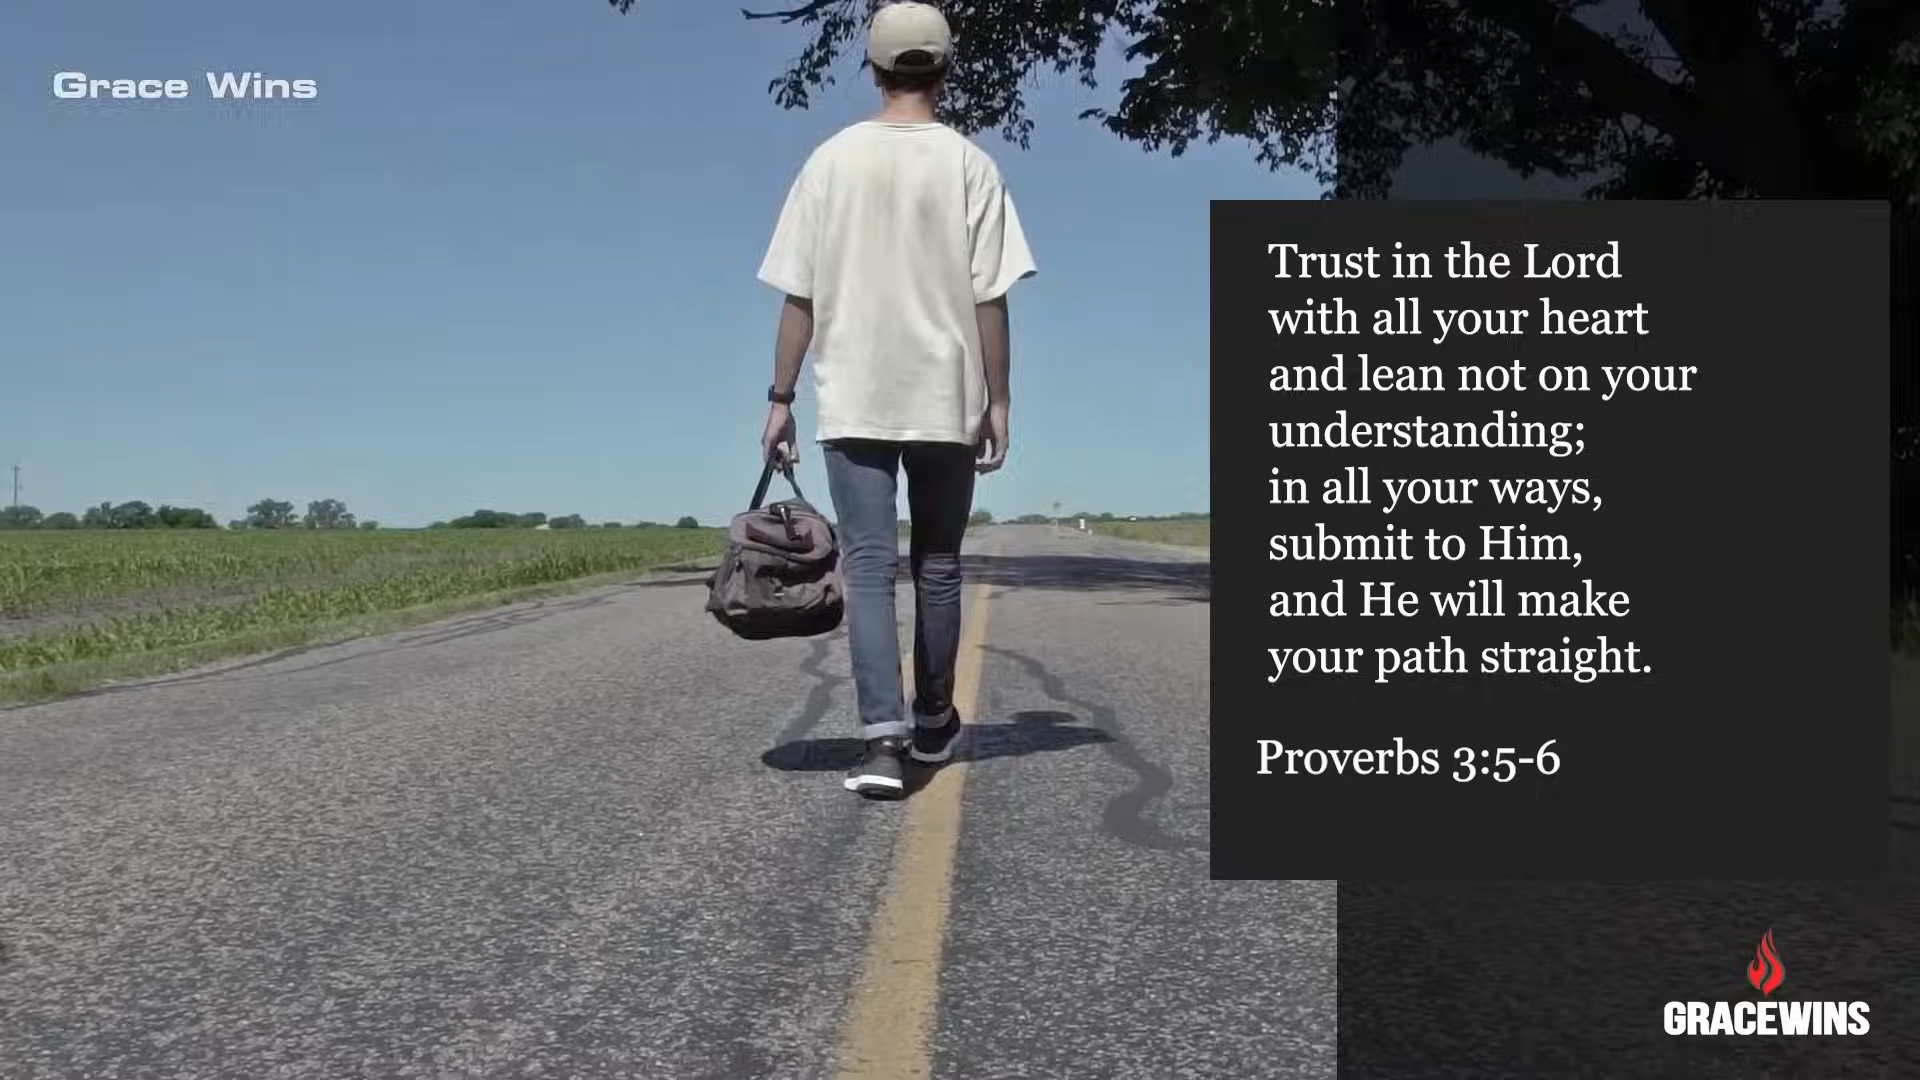 Grace Wins
Trust in the Lord
with all your heart
and lean not on your
understanding;
in all your ways,
submit to Him,
and He will make
your path straight.
Proverbs 3:5-6
GRACEWINS